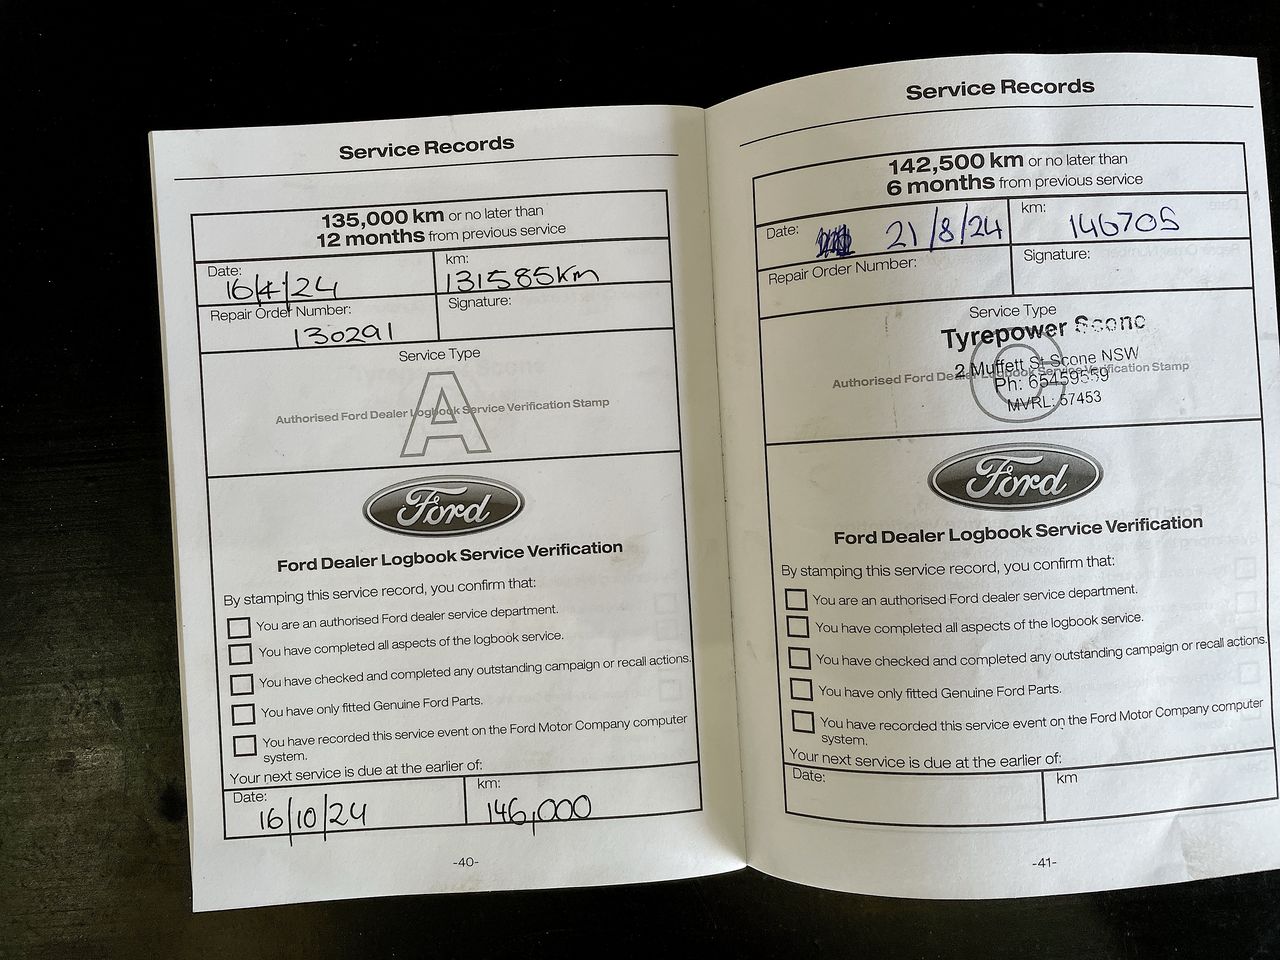 Service Records
135,000 km or no later than
12 months from previous service
Date:
16/4/24
km:
131585km
Repair Order Number:
130291
Signature:
Service Type
A
Authorised Ford Dealer Logbook Service Verification Stamp
Ford
Ford Dealer Logbook Service Verification
By stamping this service record, you confirm that:
You are an authorised Ford dealer service department.
You have completed all aspects of the logbook service.
You have checked and completed any outstanding campaign or recall actions.
You have only fitted Genuine Ford Parts.
You have recorded this service event on the Ford Motor Company computer
system.
Your next service is due at the earlier of:
Date:
16/10/24
km:
146,000
-40-
Service Records
142,500 km or no later than
6 months from previous service
Date:
21/8/24
km:
146705
Repair Order Number:
Signature:
Service Type
Tyrepower Scone
2 Muffett St Scone NSW
C
Authorised Ford Dealer Logbook Service Verification Stamp
Ph: 65459559
MVRL: 57453
Ford
Ford Dealer Logbook Service Verification
By stamping this service record, you confirm that:
You are an authorised Ford dealer service department.
You have completed all aspects of the logbook service.
You have checked and completed any outstanding campaign or recall actions.
You have only fitted Genuine Ford Parts.
You have recorded this service event on the Ford Motor Company computer
system.
Your next service is due at the earlier of:
Date:
km
-41-